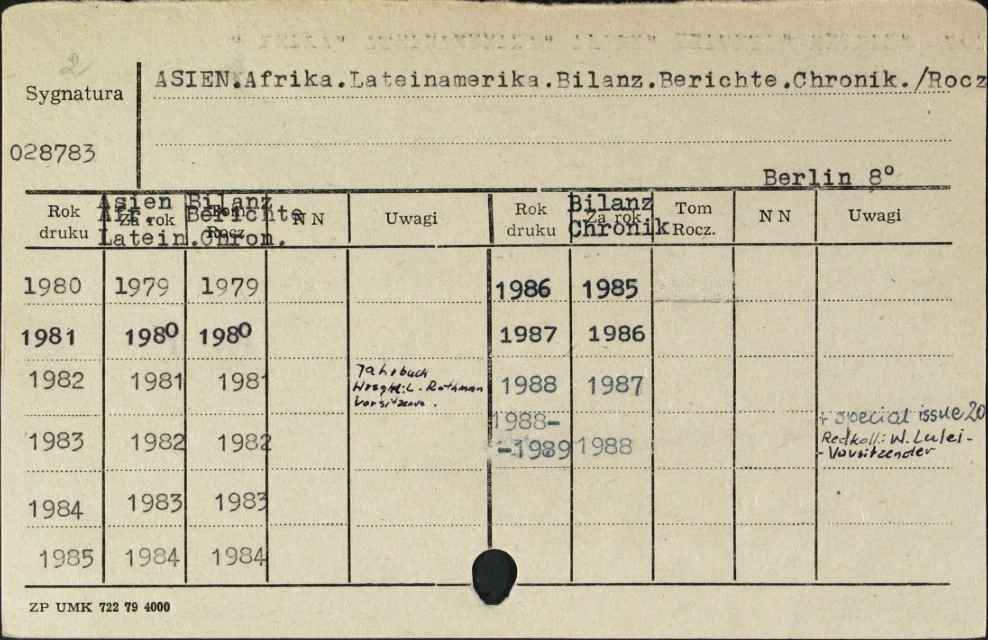 2
ASIEN.Afrika.Lateinamerika.Bilanz.Berichte.Chronik./Rocz
Sygnatura
028783
Berlin 8°
Rok druku Za rok Tom Rocz. N N Uwagi Rok druku Za rok Tom Rocz. N N Uwagi
Asien Bilanz Bilanz
Afr. Berichte Chronik
Latein.Chron.
1980 1979 1979 1986 1985
1981 1980 1980 1987 1986
1982 1981 1981 Jahrbuch 1988 1987
L. Rathman
Vorsitzend.
1983 1982 1982 1988-
-1989 1988 + special issue 20
Redkoll: W. Lulei-
-Vorsitzender
1984 1983 1983
1985 1984 1984
ZP UMK 722 79 4000